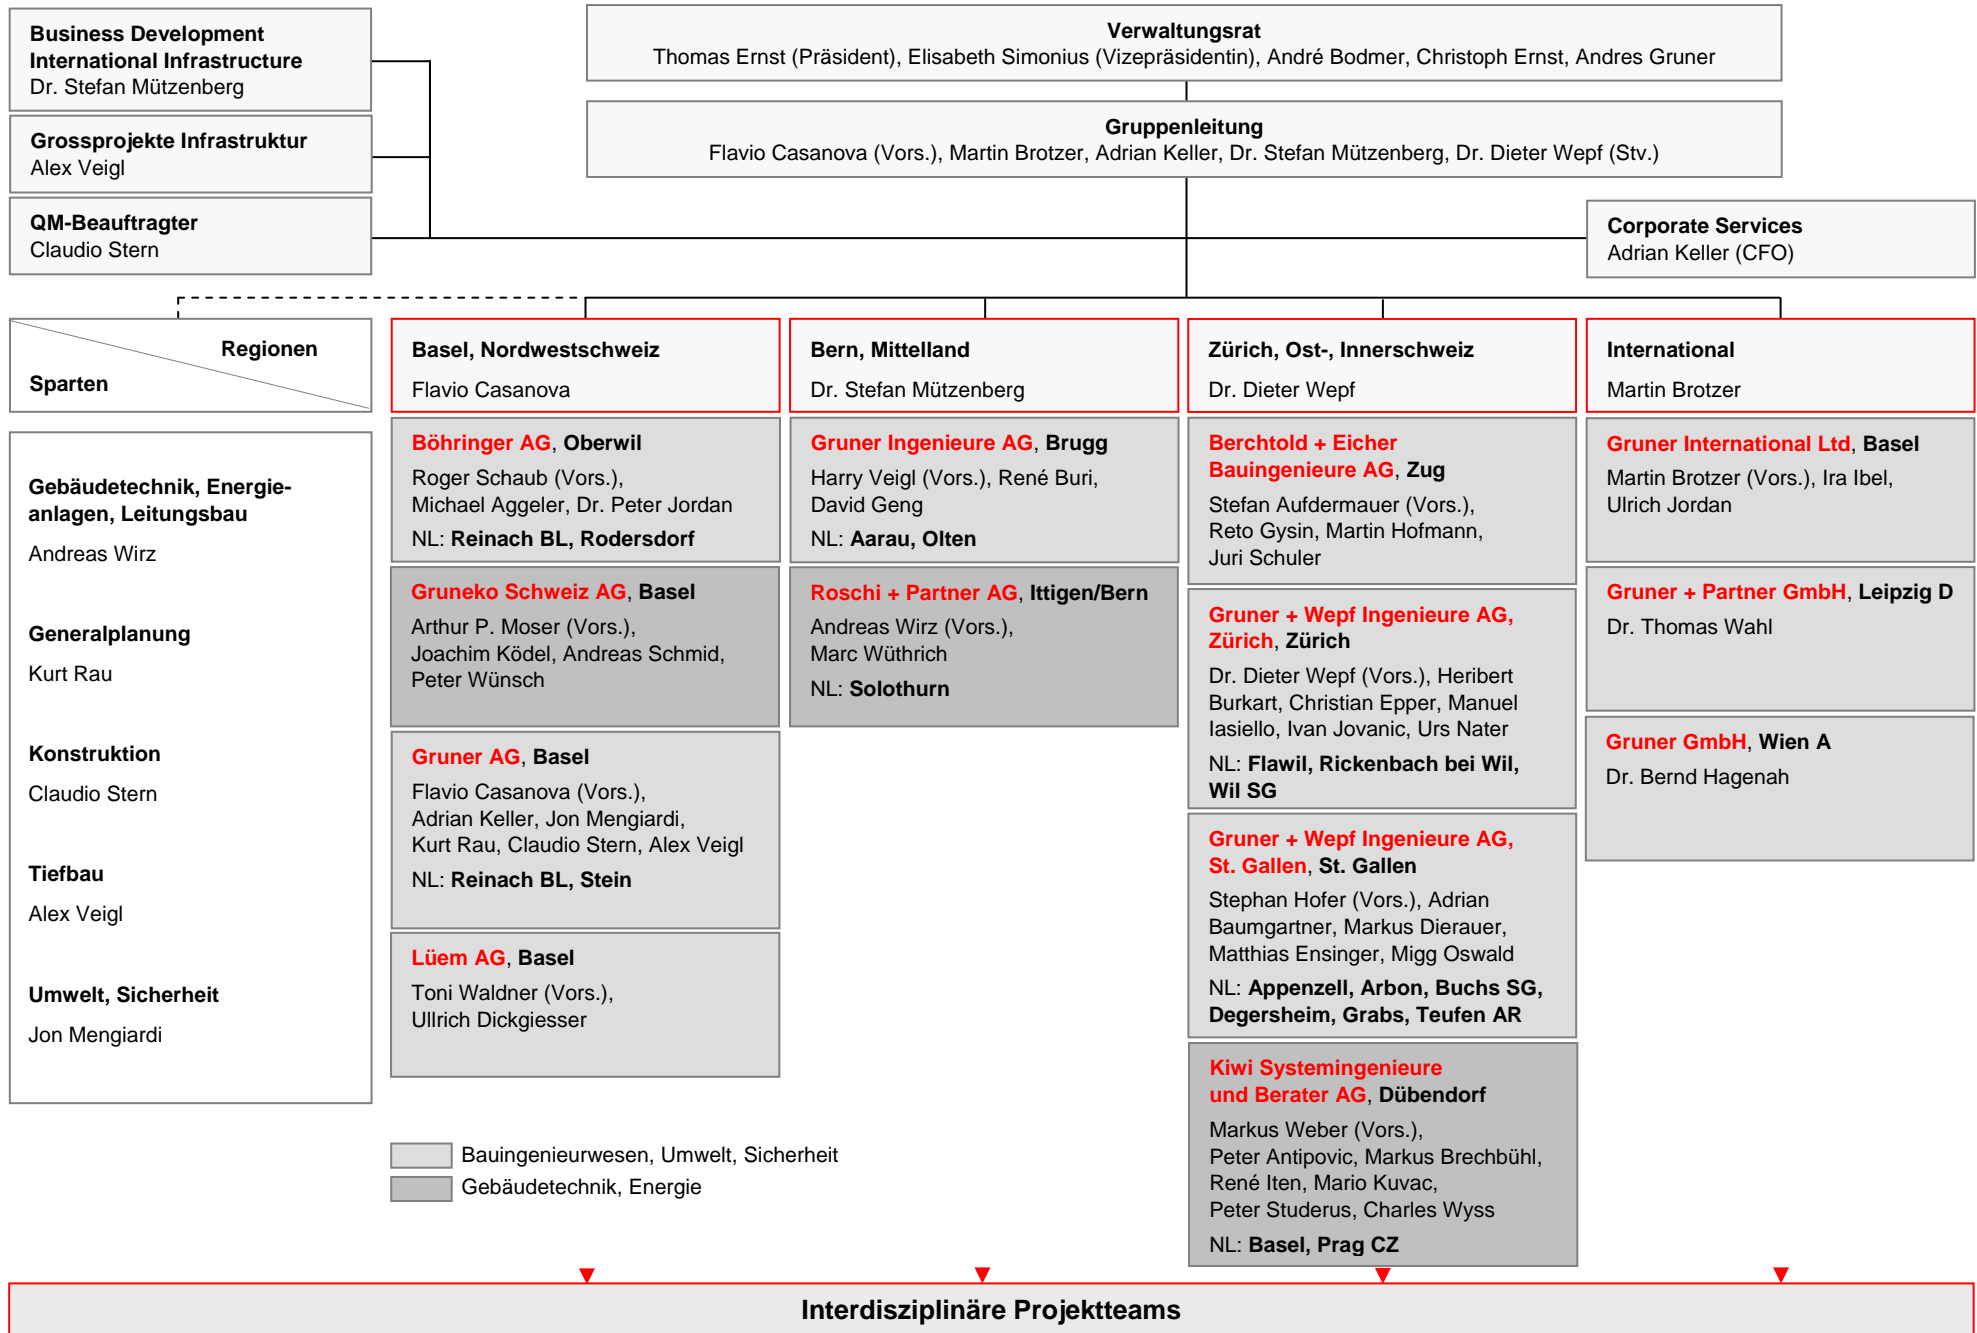 Business Development
International Infrastructure
Dr. Stefan Mützenberg
Grossprojekte Infrastruktur
Alex Veigl
QM-Beauftragter
Claudio Stern
Verwaltungsrat
Thomas Ernst (Präsident), Elisabeth Simonius (Vizepräsidentin), André Bodmer, Christoph Ernst, Andres Gruner
Gruppenleitung
Flavio Casanova (Vors.), Martin Brotzer, Adrian Keller, Dr. Stefan Mützenberg, Dr. Dieter Wepf (Stv.)
Corporate Services
Adrian Keller (CFO)
Regionen
Sparten
Gebäudetechnik, Energie-
anlagen, Leitungsbau
Andreas Wirz
Generalplanung
Kurt Rau
Konstruktion
Claudio Stern
Tiefbau
Alex Veigl
Umwelt, Sicherheit
Jon Mengiardi
Basel, Nordwestschweiz
Flavio Casanova
Böhringer AG, Oberwil
Roger Schaub (Vors.),
Michael Aggeler, Dr. Peter Jordan
NL: Reinach BL, Rodersdorf
Gruneko Schweiz AG, Basel
Arthur P. Moser (Vors.),
Joachim Ködel, Andreas Schmid,
Peter Wünsch
Gruner AG, Basel
Flavio Casanova (Vors.),
Adrian Keller, Jon Mengiardi,
Kurt Rau, Claudio Stern, Alex Veigl
NL: Reinach BL, Stein
Lüem AG, Basel
Toni Waldner (Vors.),
Ullrich Dickgiesser
Bern, Mittelland
Dr. Stefan Mützenberg
Gruner Ingenieure AG, Brugg
Harry Veigl (Vors.), René Buri,
David Geng
NL: Aarau, Olten
Roschi + Partner AG, Ittigen/Bern
Andreas Wirz (Vors.),
Marc Wüthrich
NL: Solothurn
Zürich, Ost-, Innerschweiz
Dr. Dieter Wepf
Berchtold + Eicher
Bauingenieure AG, Zug
Stefan Aufdermauer (Vors.),
Reto Gysin, Martin Hofmann,
Juri Schuler
Gruner + Wepf Ingenieure AG,
Zürich, Zürich
Dr. Dieter Wepf (Vors.), Heribert
Burkart, Christian Epper, Manuel
Iasiello, Ivan Jovanic, Urs Nater
NL: Flawil, Rickenbach bei Wil,
Wil SG
Gruner + Wepf Ingenieure AG,
St. Gallen, St. Gallen
Stephan Hofer (Vors.), Adrian
Baumgartner, Markus Dierauer,
Matthias Ensinger, Migg Oswald
NL: Appenzell, Arbon, Buchs SG,
Degersheim, Grabs, Teufen AR
Kiwi Systemingenieure
und Berater AG, Dübendorf
Markus Weber (Vors.),
Peter Antipovic, Markus Brechbühl,
René Iten, Mario Kuvac,
Peter Studerus, Charles Wyss
NL: Basel, Prag CZ
International
Martin Brotzer
Gruner International Ltd, Basel
Martin Brotzer (Vors.), Ira Ibel,
Ulrich Jordan
Gruner + Partner GmbH, Leipzig D
Dr. Thomas Wahl
Gruner GmbH, Wien A
Dr. Bernd Hagenah
Bauingenieurwesen, Umwelt, Sicherheit
Gebäudetechnik, Energie
Interdisziplinäre Projektteams